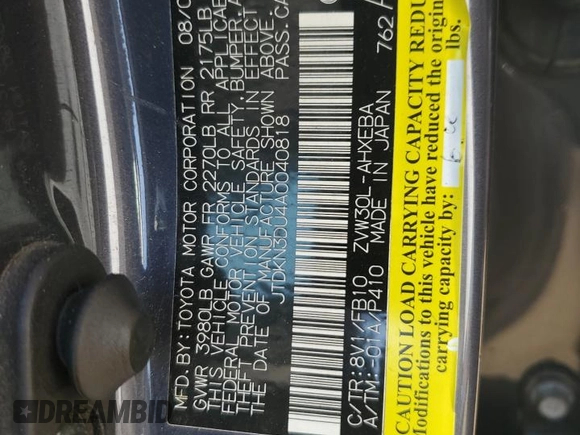 MFD. BY: TOYOTA MOTOR CORPORATION 08/0
GVWR 3980LB GAWR FR 2270LB RR 2175LB
THIS VEHICLE CONFORMS TO ALL APPLICAB
FEDERAL MOTOR VEHICLE SAFETY, BUMPER, A
THEFT PREVENTION STANDARDS IN EFFECT
THE DATE OF MANUFACTURE SHOWN ABOVE.
JTDKN3DU4A0040818 PASS. CA
C/TR: 8V1/FB10 ZVW30L-AHXEBA
A/TM: -01A/P410 MADE IN JAPAN 762
CAUTION LOAD CARRYING CAPACITY REDU
Modifications to this vehicle have reduced the origin
carrying capacity by: lbs.
DREAMBID